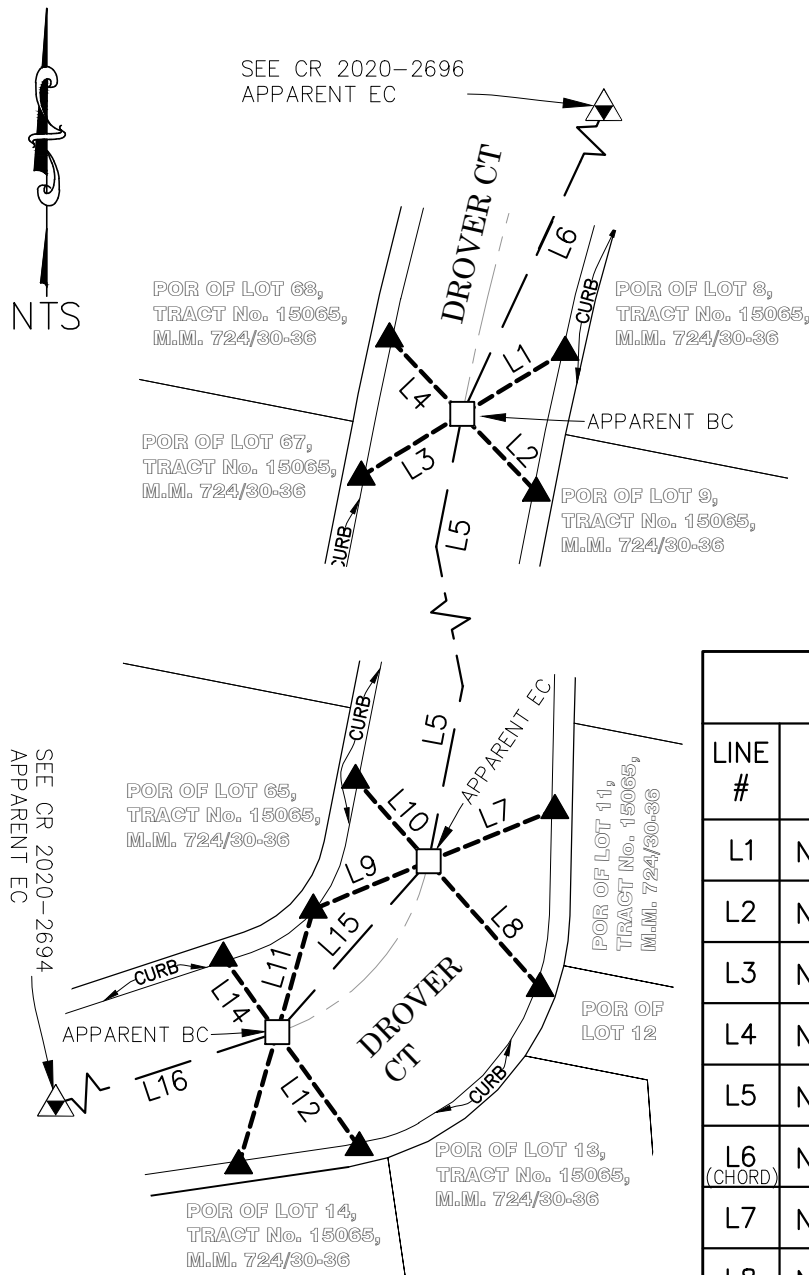 SEE CR 2020-2696
APPARENT EC
NTS
DROVER CT
L6
CURB
POR OF LOT 68,
TRACT No. 15065,
M.M. 724/30-36
POR OF LOT 8,
TRACT No. 15065,
M.M. 724/30-36
L1
L4
APPARENT BC
POR OF LOT 67,
TRACT No. 15065,
M.M. 724/30-36
L3
L2
POR OF LOT 9,
TRACT No. 15065,
M.M. 724/30-36
CURB
L5
L5
APPARENT EC
CURB
SEE CR 2020-2694
APPARENT EC
POR OF LOT 65,
TRACT No. 15065,
M.M. 724/30-36
L10
L7
POR OF LOT 11,
TRACT No. 15065,
M.M. 724/30-36
L9
L15
L8
L11
CURB
L14
DROVER
CT
POR OF
LOT 12
APPARENT BC
L16
L12
CURB
POR OF LOT 13,
TRACT No. 15065,
M.M. 724/30-36
POR OF LOT 14,
TRACT No. 15065,
M.M. 724/30-36
LINE
#
L1 N
L2 N
L3 N
L4 N
L5 N
L6 N
(CHORD)
L7 N
L8 N